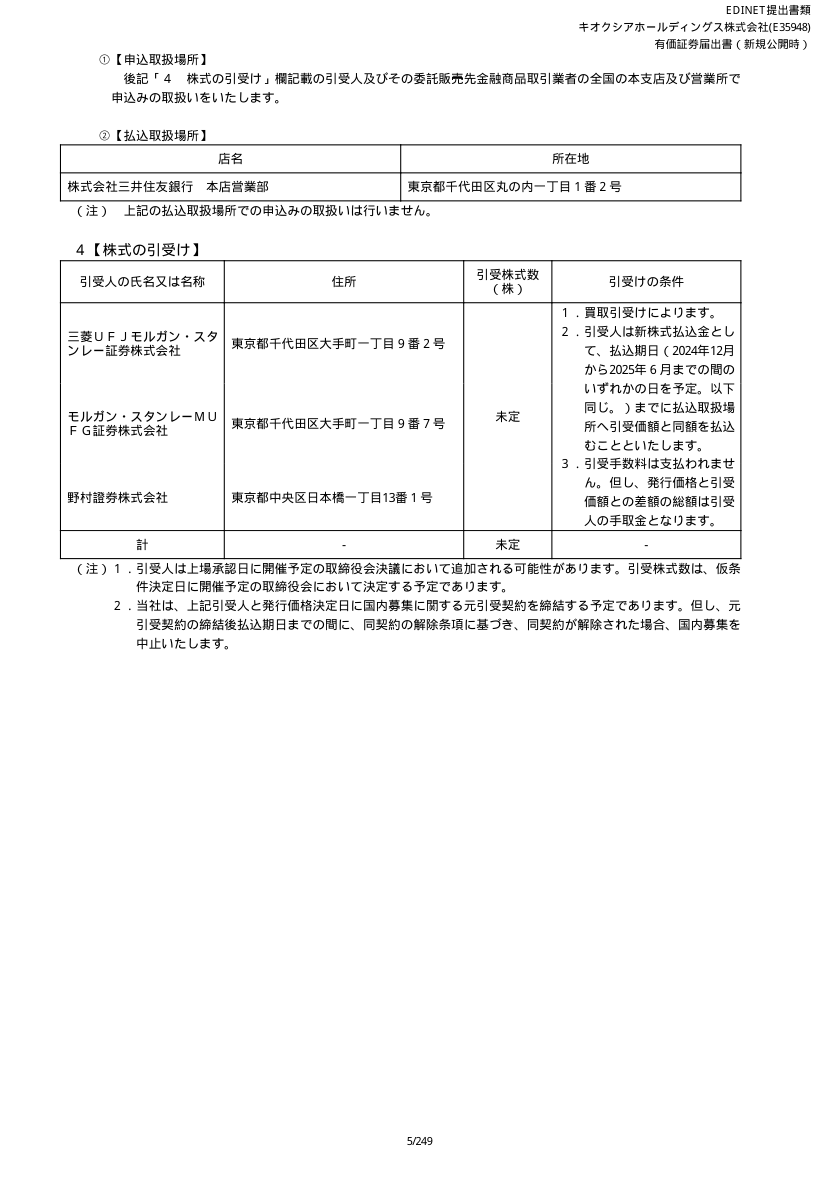 EDINET提出書類
キオクシアホールディングス株式会社(E35948)
有価証券届出書（新規公開時）
①【申込取扱場所】
後記「４　株式の引受け」欄記載の引受人及びその委託販売先金融商品取引業者の全国の本支店及び営業所で
申込みの取扱いをいたします。
②【払込取扱場所】
店名
所在地
株式会社三井住友銀行　本店営業部
東京都千代田区丸の内一丁目１番２号
（注）　上記の払込取扱場所での申込みの取扱いは行いません。
４【株式の引受け】
引受人の氏名又は名称
住所
引受株式数
（株）
引受けの条件
三菱ＵＦＪモルガン・スタ
ンレー証券株式会社
東京都千代田区大手町一丁目９番２号
モルガン・スタンレーＭＵ
ＦＧ証券株式会社
東京都千代田区大手町一丁目９番７号
野村證券株式会社
東京都中央区日本橋一丁目13番１号
未定
１．買取引受けによります。
２．引受人は新株式払込金とし
て、払込期日（2024年12月
から2025年６月までの間の
いずれかの日を予定。以下
同じ。）までに払込取扱場
所へ引受価額と同額を払込
むことといたします。
３．引受手数料は支払われませ
ん。但し、発行価格と引受
価額との差額の総額は引受
人の手取金となります。
計
-
未定
-
（注）１．引受人は上場承認日に開催予定の取締役会決議において追加される可能性があります。引受株式数は、仮条
件決定日に開催予定の取締役会において決定する予定であります。
２．当社は、上記引受人と発行価格決定日に国内募集に関する元引受契約を締結する予定であります。但し、元
引受契約の締結後払込期日までの間に、同契約の解除条項に基づき、同契約が解除された場合、国内募集を
中止いたします。
5/249